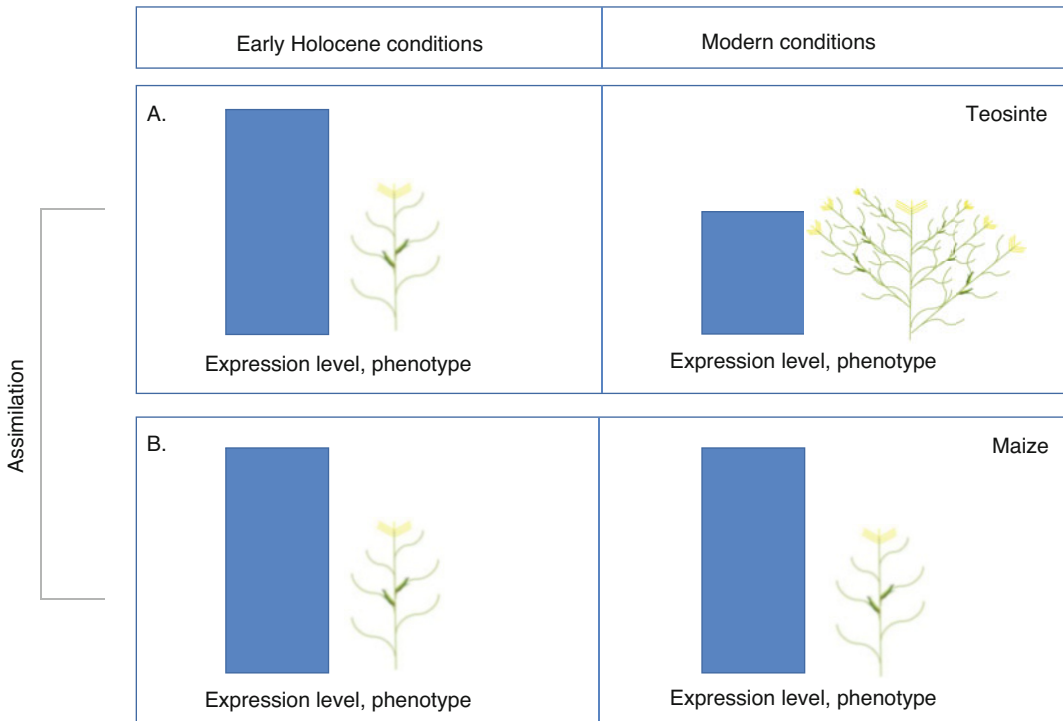 Early Holocene conditions
Modern conditions
A.
Teosinte
Expression level, phenotype
Expression level, phenotype
Assimilation
B.
Maize
Expression level, phenotype
Expression level, phenotype